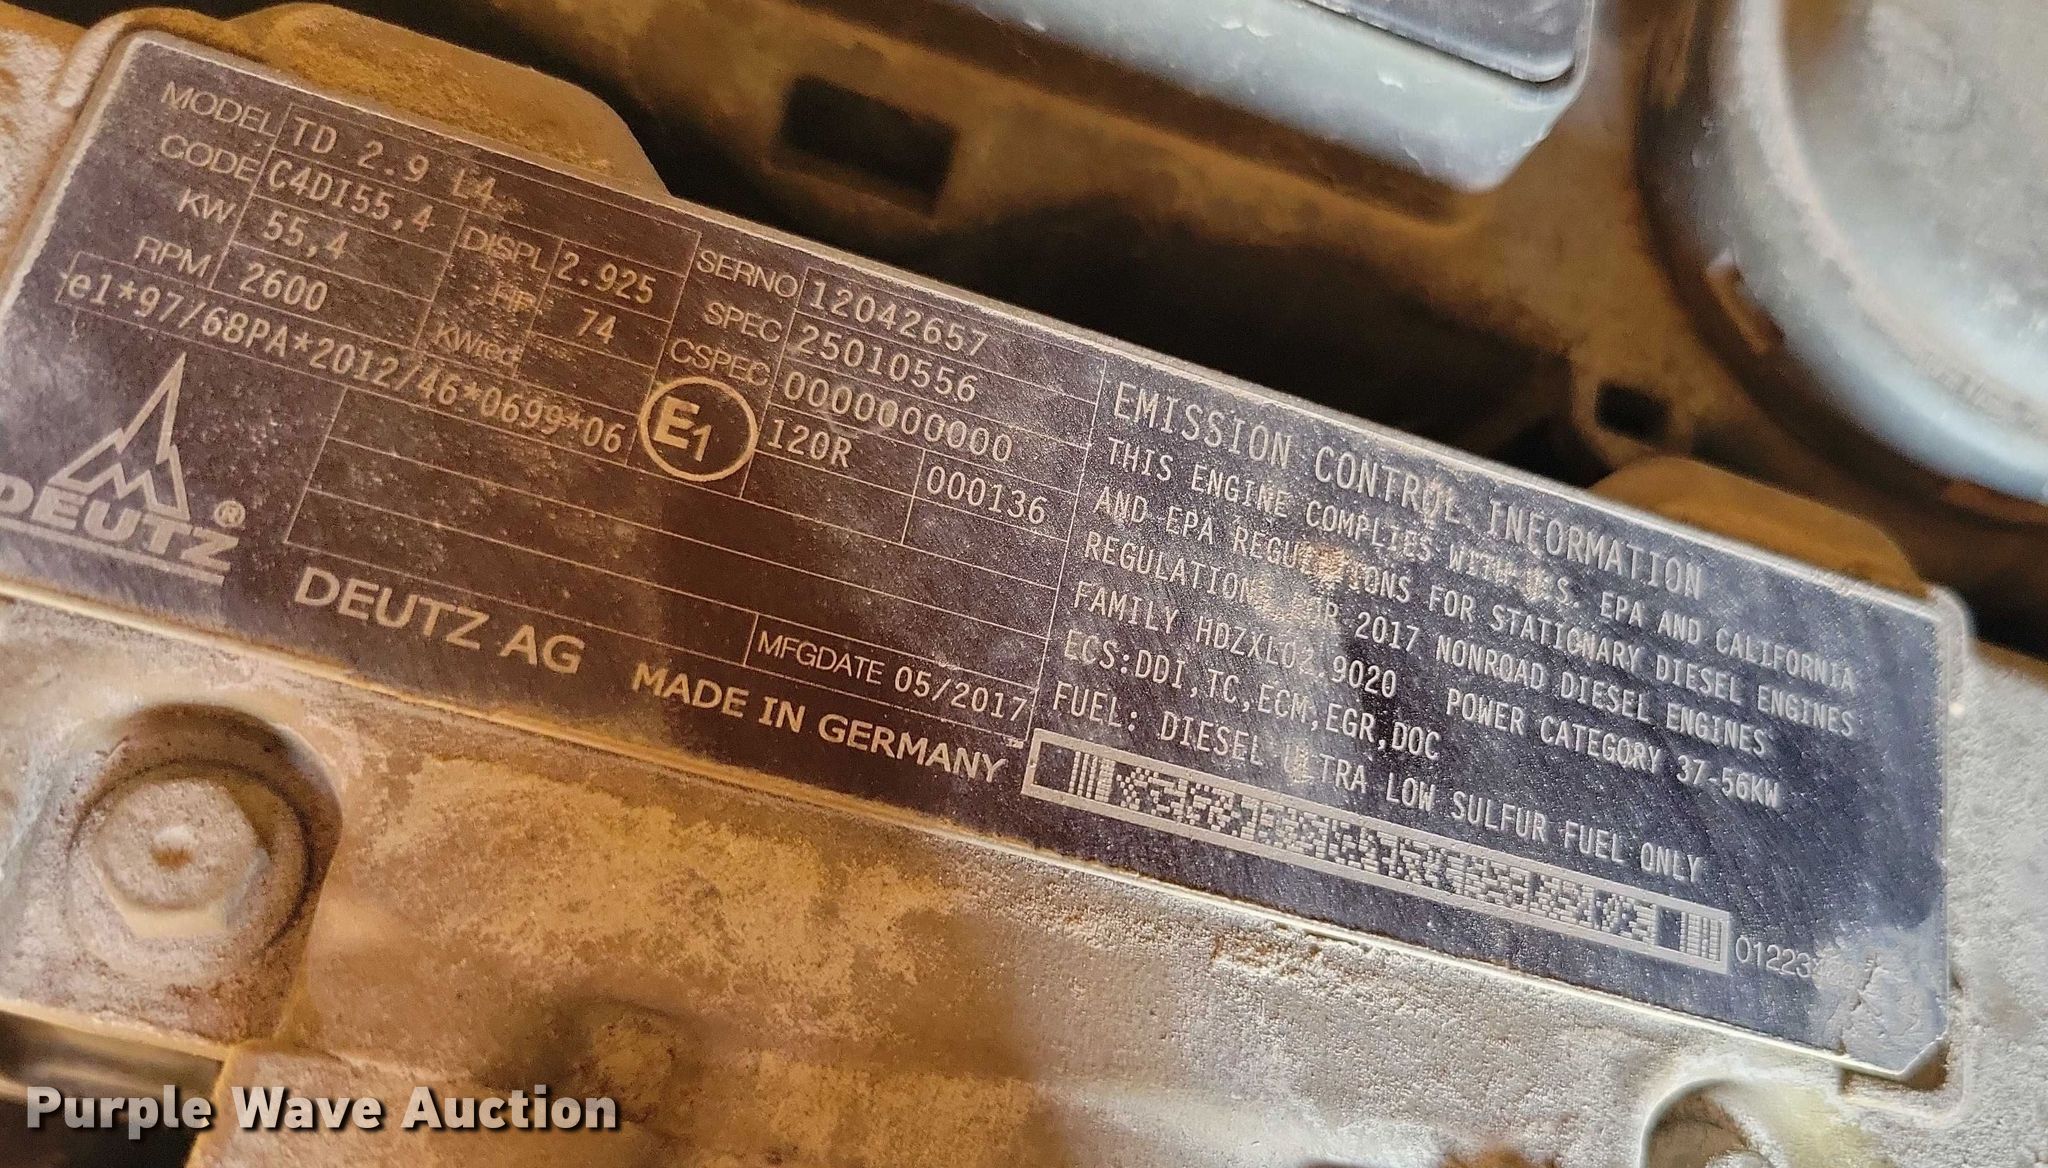 MODEL TD 2.9 L4
CODE C4DI55,4 DISPL 2.925
KW 55,4 HP 74
RPM 2600 KWred.
e1*97/68PA*2012/46*0699*06
SERNO 12042657
SPEC 25010556
CSPEC 0000000000
E1 120R
000136
DEUTZ®
DEUTZ AG
MFGDATE 05/2017
MADE IN GERMANY
EMISSION CONTROL INFORMATION
THIS ENGINE COMPLIES WITH U.S. EPA AND CALIFORNIA
AND EPA REGULATIONS FOR STATIONARY DIESEL ENGINES
REGULATIONS FOR 2017 NONROAD DIESEL ENGINES
FAMILY HDZXL02.9020 POWER CATEGORY 37-56KW
ECS:DDI,TC,ECM,EGR,DOC
FUEL: DIESEL ULTRA LOW SULFUR FUEL ONLY
Purple Wave Auction